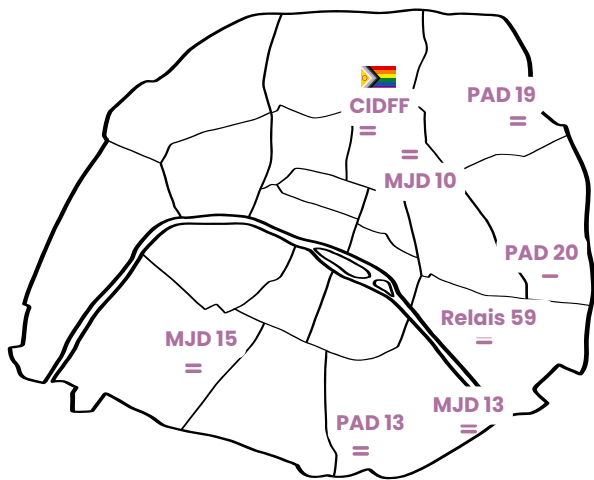 PAD 19
CIDFF
MJD 10
PAD 20
Relais 59
MJD 15
MJD 13
PAD 13